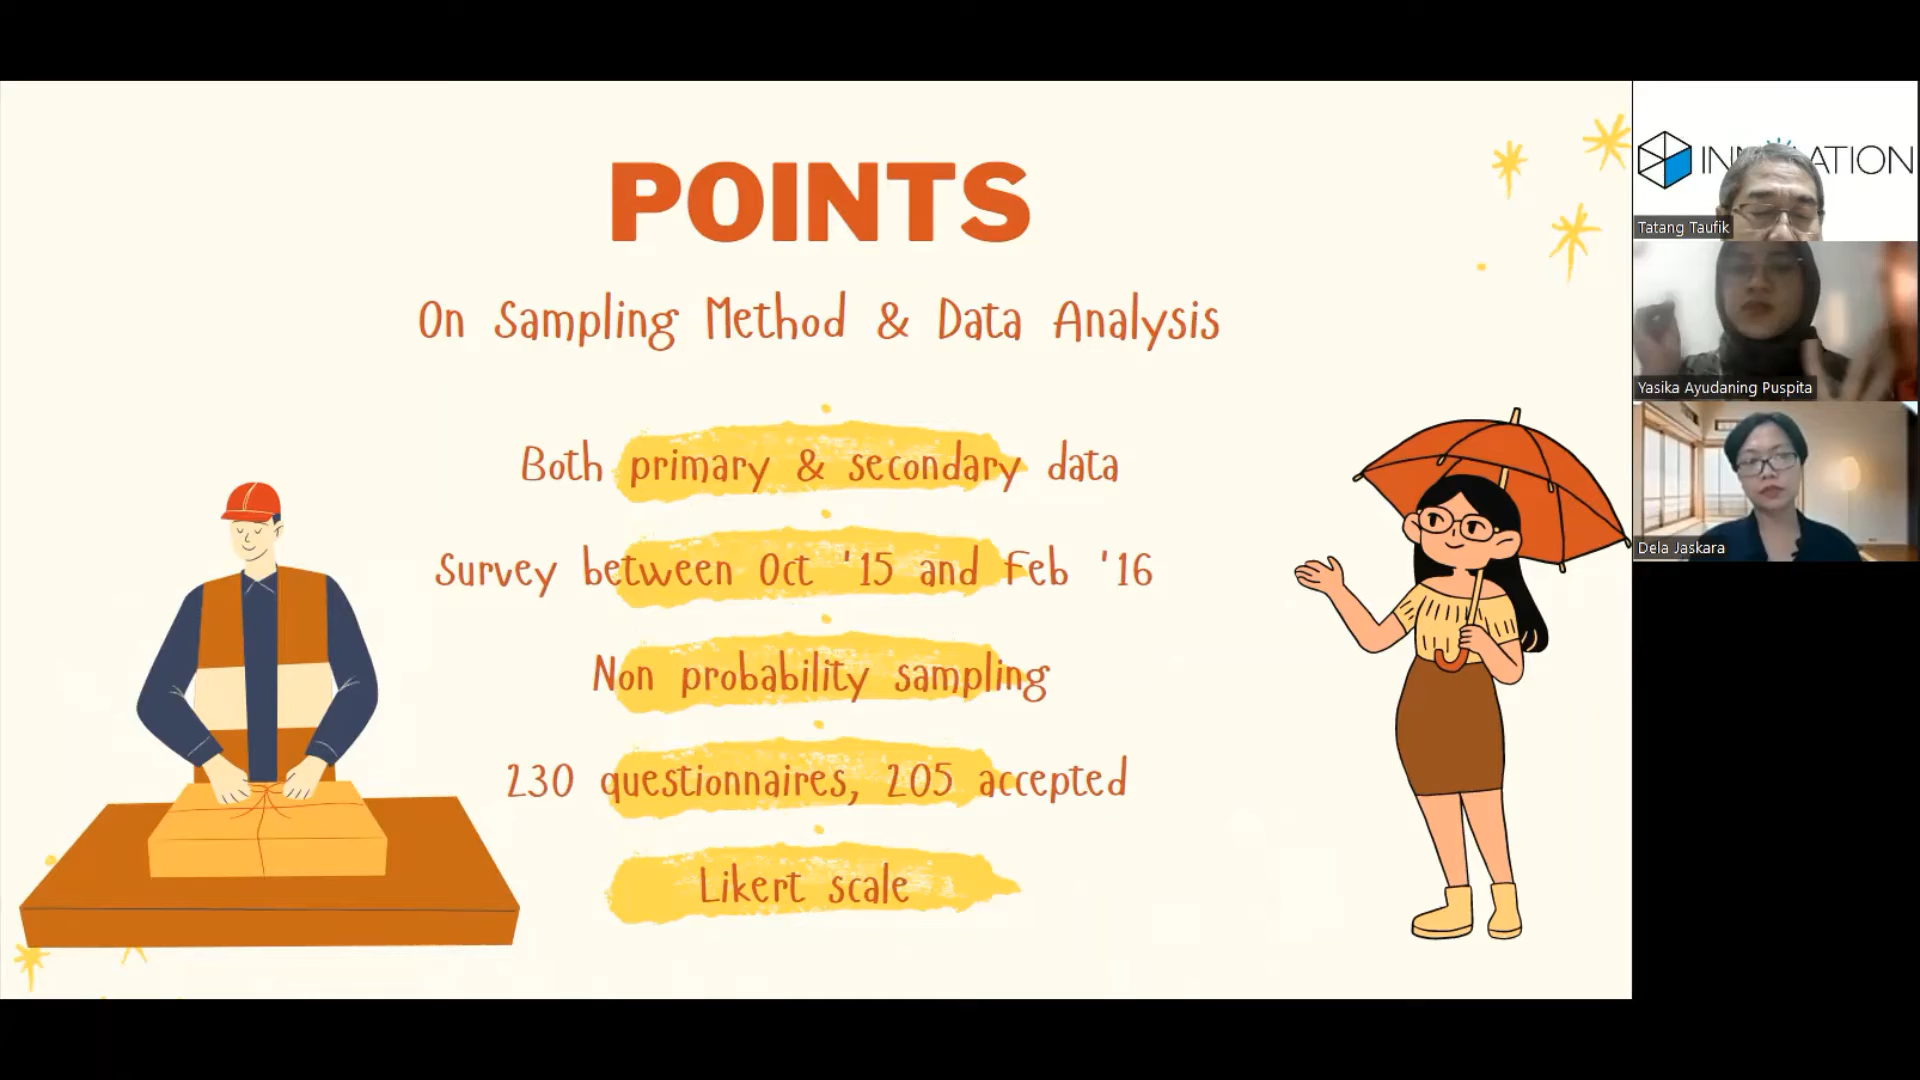 POINTS
On Sampling Method & Data Analysis
Both primary & secondary data
Survey between Oct '15 and Feb '16
Non probability sampling
230 questionnaires, 205 accepted
Likert scale
Tatang Taufik
Yasika Ayudaning Puspita
Dela Jaskara